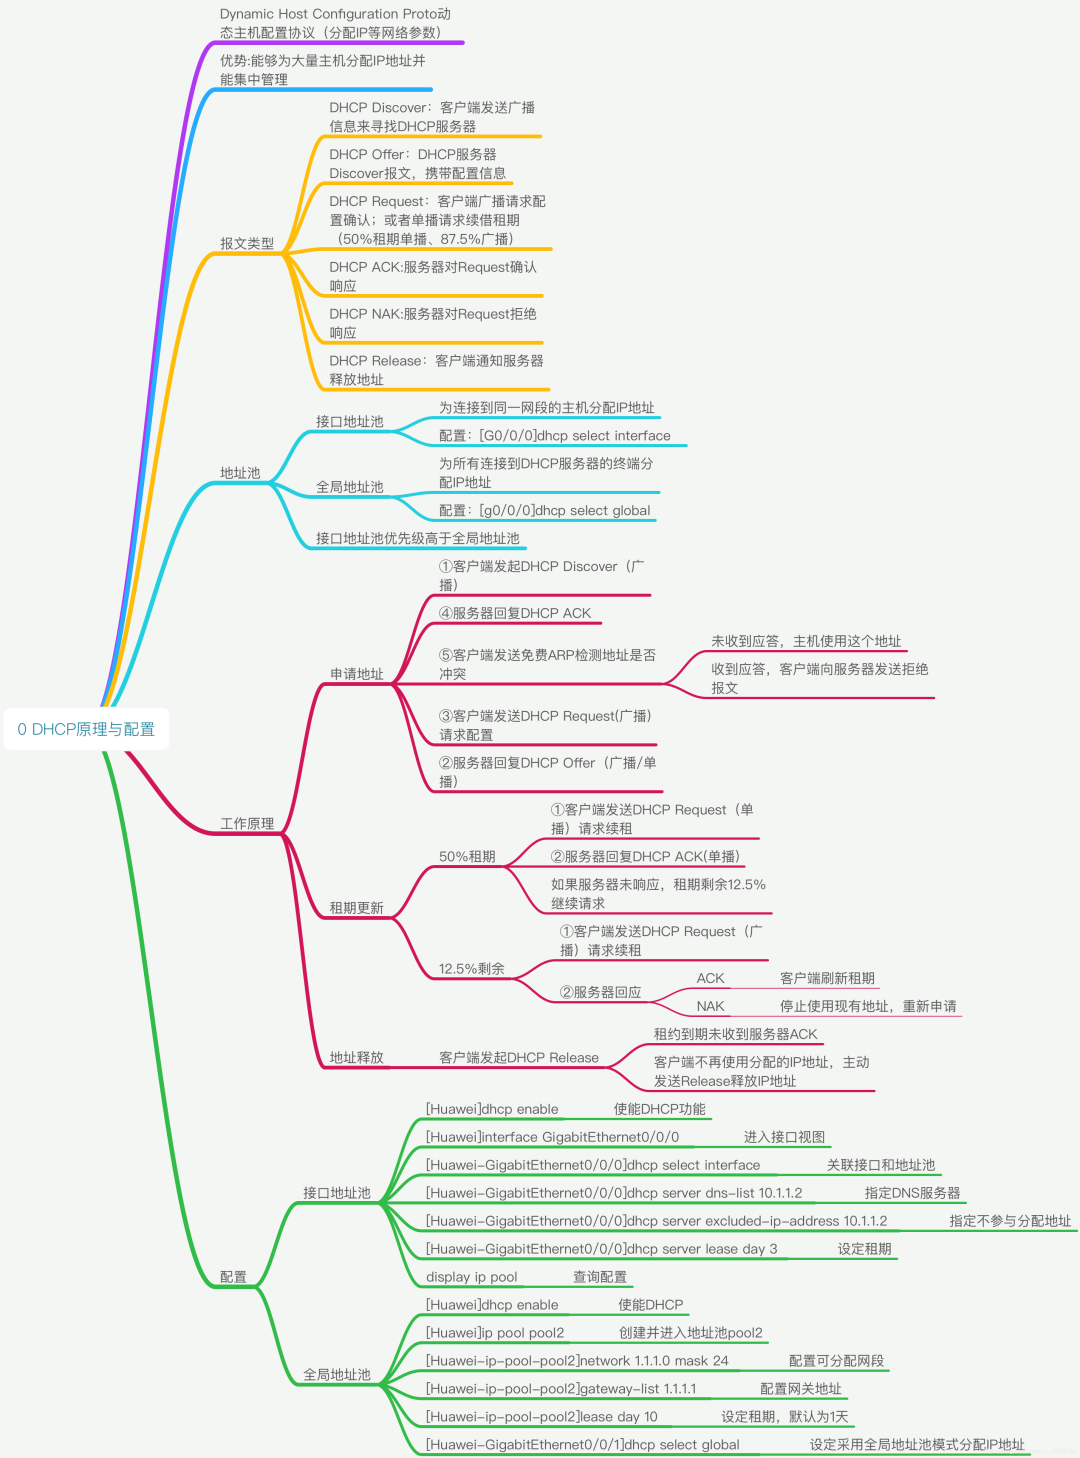 Dynamic Host Configuration Proto动
态主机配置协议（分配IP等网络参数）
优势:能够为大量主机分配IP地址并
能集中管理
报文类型
DHCP Discover：客户端发送广播
信息来寻找DHCP服务器
DHCP Offer：DHCP服务器
Discover报文，携带配置信息
DHCP Request：客户端广播请求配
置确认；或者单播请求续借租期
（50%租期单播、87.5%广播）
DHCP ACK:服务器对Request确认
响应
DHCP NAK:服务器对Request拒绝
响应
DHCP Release：客户端通知服务器
释放地址
地址池
接口地址池
为连接到同一网段的主机分配IP地址
配置：[G0/0/0]dhcp select interface
全局地址池
为所有连接到DHCP服务器的终端分
配IP地址
配置：[g0/0/0]dhcp select global
接口地址池优先级高于全局地址池
0 DHCP原理与配置
工作原理
申请地址
①客户端发起DHCP Discover（广
播）
④服务器回复DHCP ACK
⑤客户端发送免费ARP检测地址是否
冲突
未收到应答，主机使用这个地址
收到应答，客户端向服务器发送拒绝
报文
③客户端发送DHCP Request(广播)
请求配置
②服务器回复DHCP Offer（广播/单
播）
租期更新
50%租期
①客户端发送DHCP Request（单
播）请求续租
②服务器回复DHCP ACK(单播)
如果服务器未响应，租期剩余12.5%
继续请求
12.5%剩余
①客户端发送DHCP Request（广
播）请求续租
②服务器回应
ACK
客户端刷新租期
NAK
停止使用现有地址，重新申请
地址释放
客户端发起DHCP Release
租约到期未收到服务器ACK
客户端不再使用分配的IP地址，主动
发送Release释放IP地址
配置
接口地址池
[Huawei]dhcp enable
使能DHCP功能
[Huawei]interface GigabitEthernet0/0/0
进入接口视图
[Huawei-GigabitEthernet0/0/0]dhcp select interface
关联接口和地址池
[Huawei-GigabitEthernet0/0/0]dhcp server dns-list 10.1.1.2
指定DNS服务器
[Huawei-GigabitEthernet0/0/0]dhcp server excluded-ip-address 10.1.1.2
指定不参与分配地址
[Huawei-GigabitEthernet0/0/0]dhcp server lease day 3
设定租期
display ip pool
查询配置
全局地址池
[Huawei]dhcp enable
使能DHCP
[Huawei]ip pool pool2
创建并进入地址池pool2
[Huawei-ip-pool-pool2]network 1.1.1.0 mask 24
配置可分配网段
[Huawei-ip-pool-pool2]gateway-list 1.1.1.1
配置网关地址
[Huawei-ip-pool-pool2]lease day 10
设定租期，默认为1天
[Huawei-GigabitEthernet0/0/1]dhcp select global
设定采用全局地址池模式分配IP地址